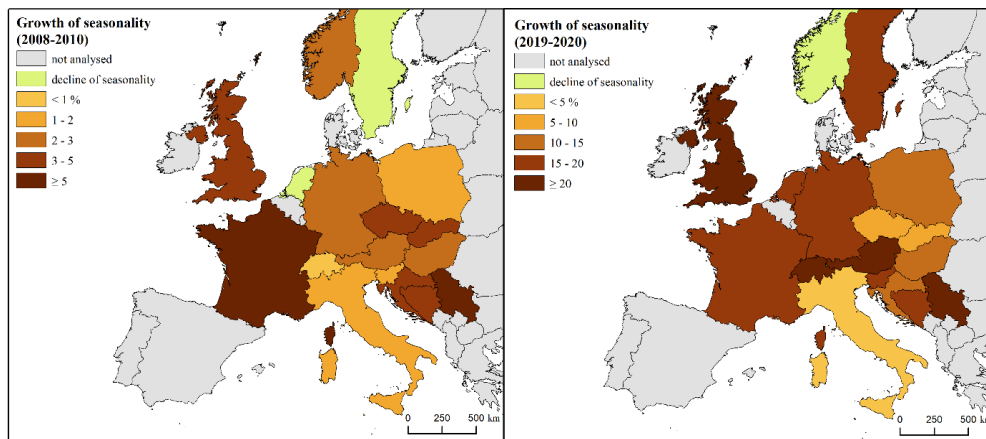 Growth of seasonality
(2008-2010)
not analysed
decline of seasonality
< 1 %
1 - 2
2 - 3
3 - 5
≥ 5
0 250 500
km
Growth of seasonality
(2019-2020)
not analysed
decline of seasonality
< 5 %
5 - 10
10 - 15
15 - 20
≥ 20
0 250 500
km